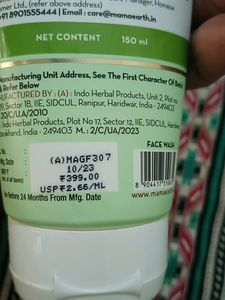 +91 8901555444 | Email : care@mamaearth.in
NET CONTENT
150 ml
Manufacturing Unit Address, See The First Character Of Batch
& Refer Below
MANUFACTURED BY : (A): Indo Herbal Products, Unit-2, Plot no.
Sector 1B, IIE, SIDCUL, Ranipur, Haridwar, India - 249403
/UA/2010
Indo Herbal Products, Plot No 17, Sector 12, IIE, SIDCUL, Haridwar
Uttarakhand, India - 249403 M.: 2/C/UA/2023
(A)MAGF307
10/23
₹399.00
USP₹2.66/ML
FACE WASH
www.mamaearth
Use Before 24 Months From Mfg. Date